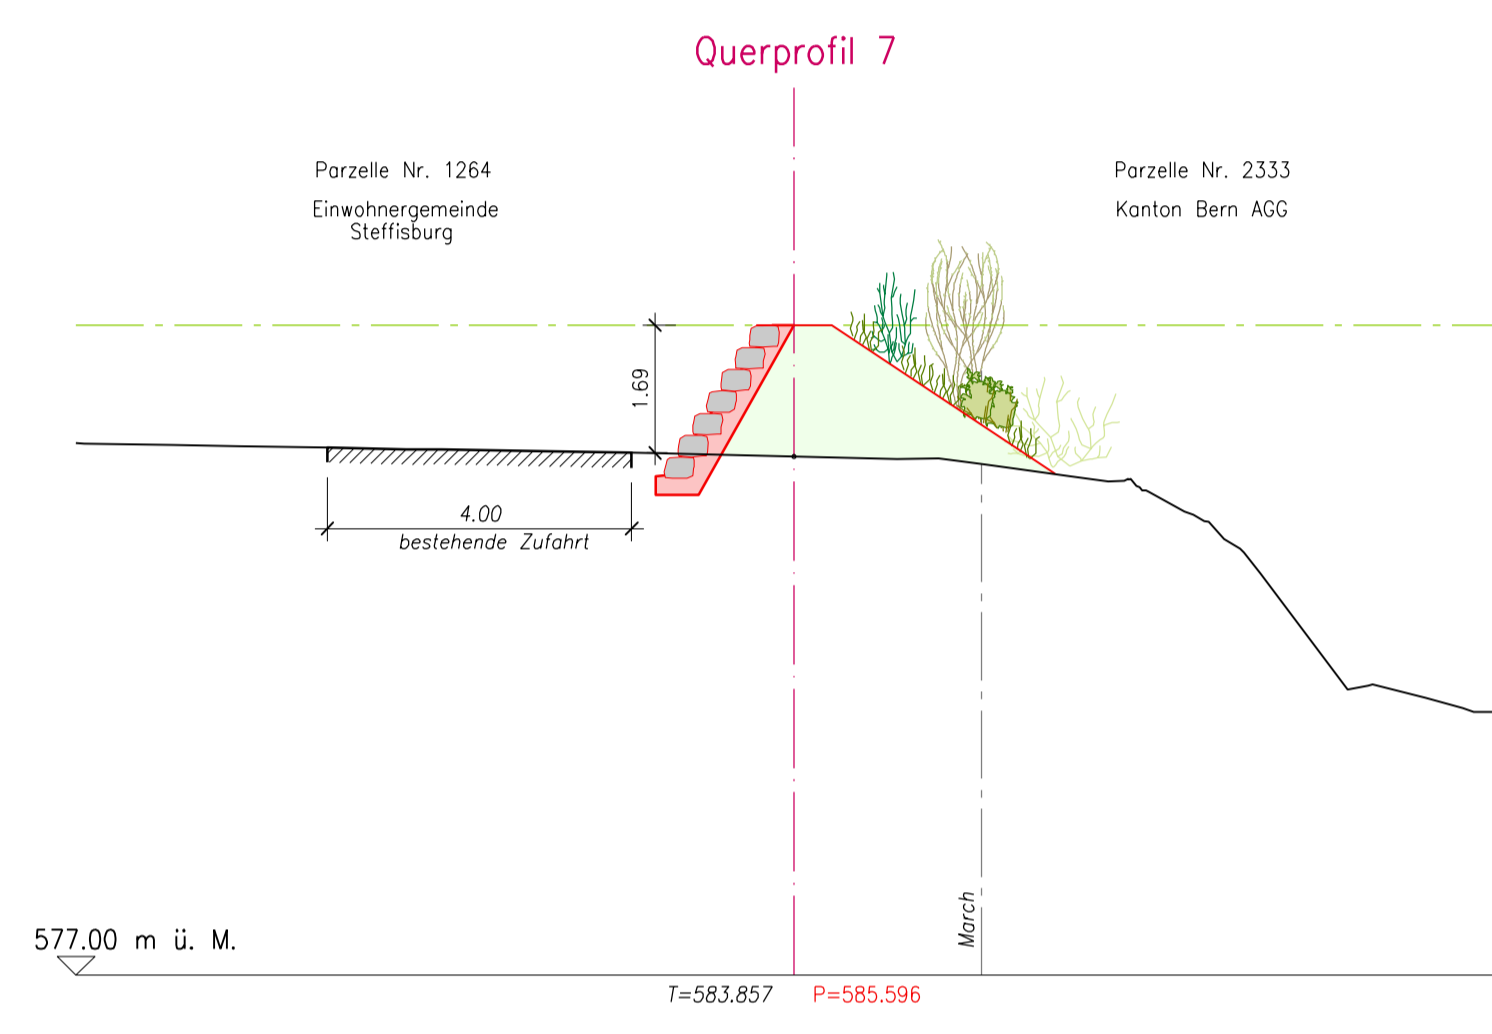 Querprofil 7
Parzelle Nr. 1264
Einwohnergemeinde
Steffisburg
Parzelle Nr. 2333
Kanton Bern AGG
1.69
4.00
bestehende Zufahrt
March
577.00 m ü. M.
T=583.857
P=585.596